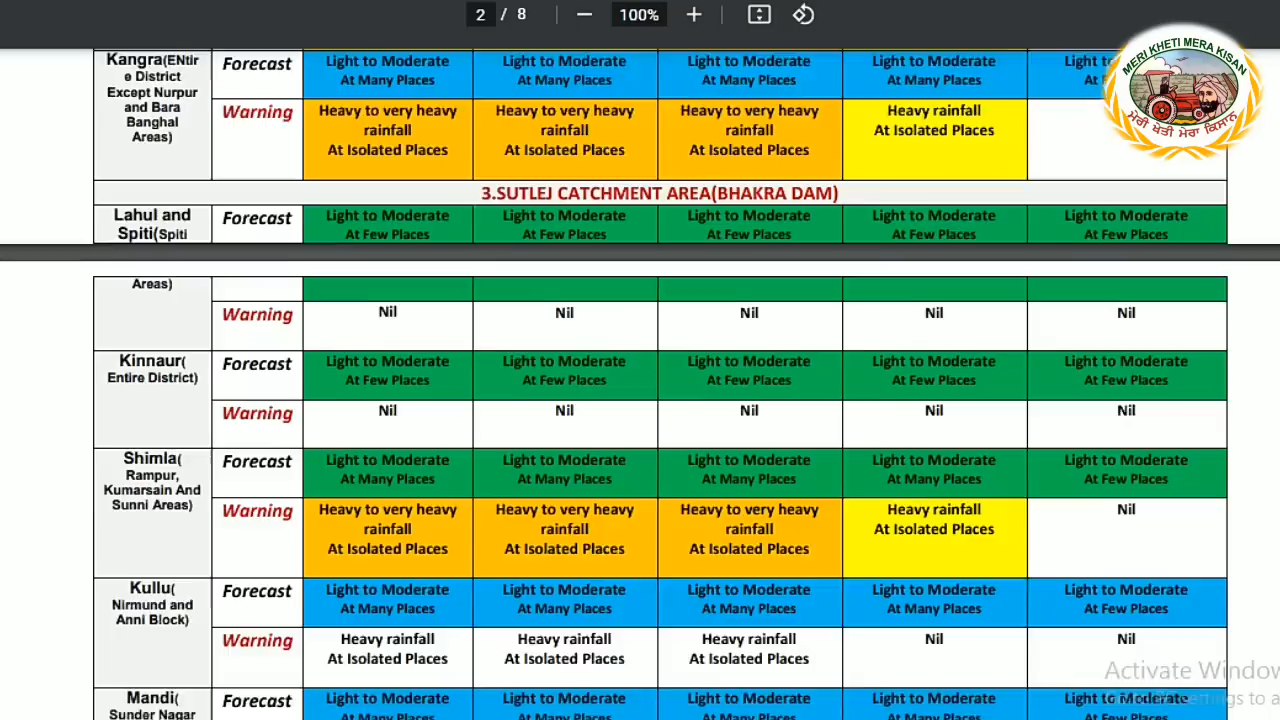 2 / 8 100%
MERI KHETI MERA KISAN
ਮੇਰੀ ਖੇਤੀ ਮੇਰਾ ਕਿਸਾਨ
Kangra(ENtir
e District
Except Nurpur
and Bara
Banghal
Areas)
Forecast
Light to Moderate
At Many Places
Light to Moderate
At Many Places
Light to Moderate
At Many Places
Light to Moderate
At Many Places
Warning
Heavy to very heavy
rainfall
At Isolated Places
Heavy to very heavy
rainfall
At Isolated Places
Heavy to very heavy
rainfall
At Isolated Places
Heavy rainfall
At Isolated Places
3.SUTLEJ CATCHMENT AREA(BHAKRA DAM)
Lahul and
Spiti(Spiti
Forecast
Light to Moderate
At Few Places
Light to Moderate
At Few Places
Light to Moderate
At Few Places
Light to Moderate
At Few Places
Light to Moderate
At Few Places
Areas)
Warning
Nil
Nil
Nil
Nil
Nil
Kinnaur(
Entire District)
Forecast
Light to Moderate
At Few Places
Light to Moderate
At Few Places
Light to Moderate
At Few Places
Light to Moderate
At Few Places
Light to Moderate
At Few Places
Warning
Nil
Nil
Nil
Nil
Nil
Shimla(
Rampur,
Kumarsain And
Sunni Areas)
Forecast
Light to Moderate
At Many Places
Light to Moderate
At Many Places
Light to Moderate
At Many Places
Light to Moderate
At Many Places
Light to Moderate
At Few Places
Warning
Heavy to very heavy
rainfall
At Isolated Places
Heavy to very heavy
rainfall
At Isolated Places
Heavy to very heavy
rainfall
At Isolated Places
Heavy rainfall
At Isolated Places
Nil
Kullu(
Nirmund and
Anni Block)
Forecast
Light to Moderate
At Many Places
Light to Moderate
At Many Places
Light to Moderate
At Many Places
Light to Moderate
At Many Places
Light to Moderate
At Few Places
Warning
Heavy rainfall
At Isolated Places
Heavy rainfall
At Isolated Places
Heavy rainfall
At Isolated Places
Nil
Nil
Mandi(
Sunder Nagar
Forecast
Light to Moderate
At Many Places
Light to Moderate
At Many Places
Light to Moderate
At Many Places
Light to Moderate
At Many Places
Light to Moderate
Activate Window
settings to a